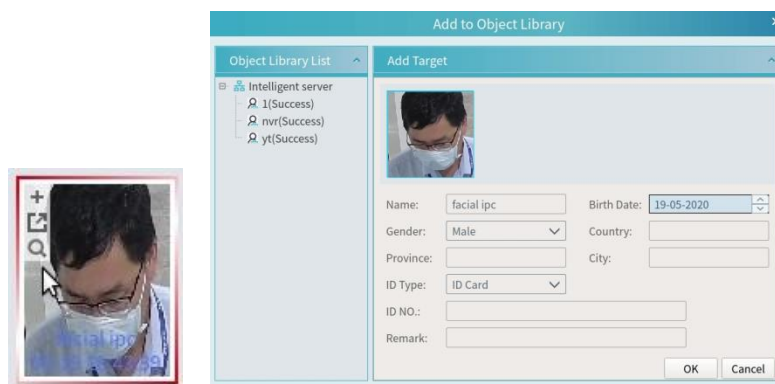 facial ipc
Add to Object Library
Object Library List
Intelligent server
1(Success)
nvr(Success)
yt(Success)
Add Target
Name: facial ipc
Birth Date: 19-05-2020
Gender: Male
Country:
Province:
City:
ID Type: ID Card
ID NO.:
Remark:
OK
Cancel